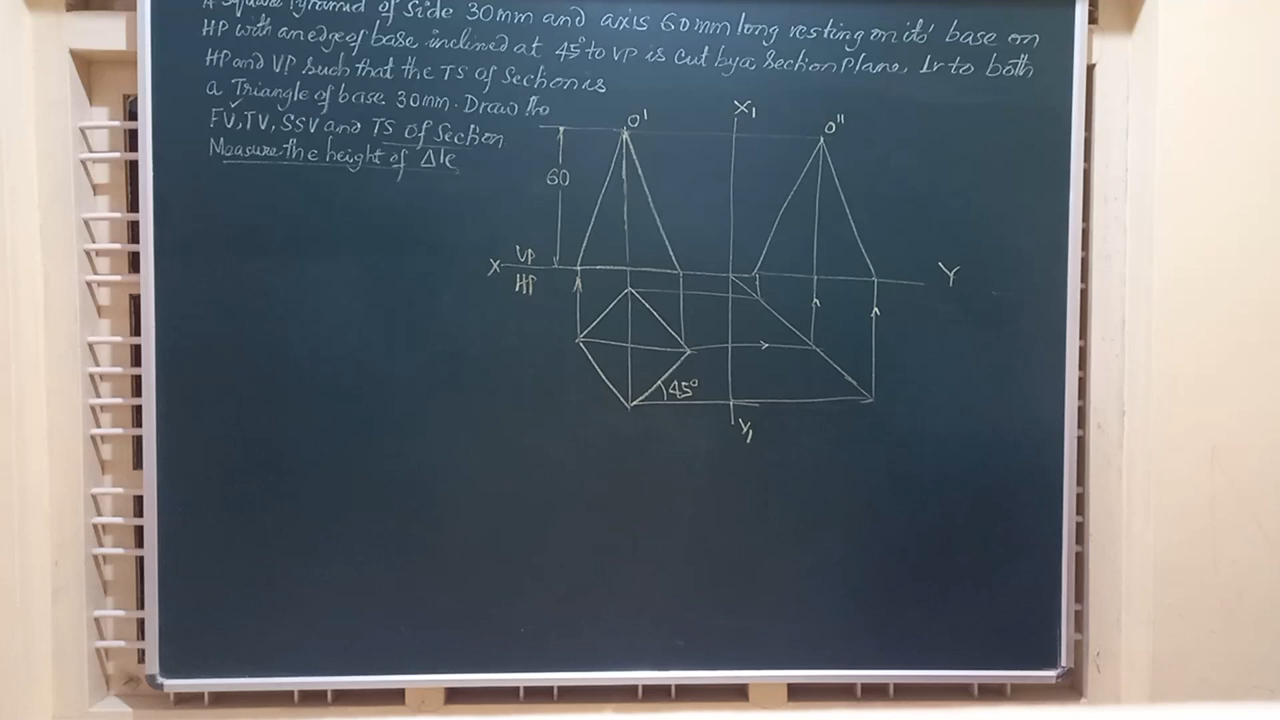 A Square Pyramid of Side 30mm and axis 60mm long resting on its' base on
HP with an edge of base inclined at 45° to VP is cut by a Section Plane, ⊥r to both
HP and VP such that the TS of Section is
a Triangle of base 30mm. Draw the
FV, TV, SSV and TS of Section
Measure the height of Δle
O'
X1
O"
60
X
VP
HP
Y
45°
Y1